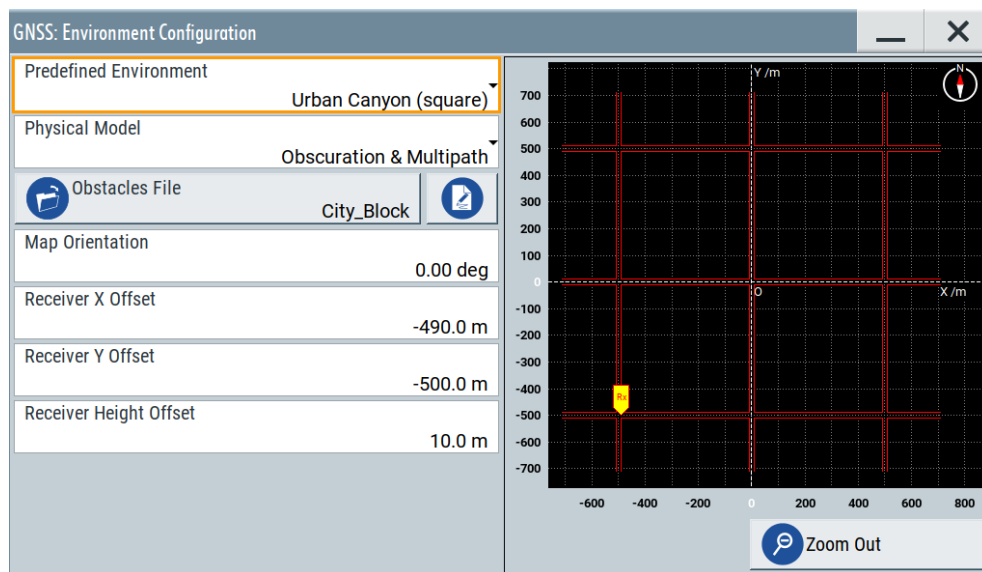 GNSS: Environment Configuration
Predefined Environment
Urban Canyon (square)
Physical Model
Obscuration & Multipath
Obstacles File
City_Block
Map Orientation
0.00 deg
Receiver X Offset
-490.0 m
Receiver Y Offset
-500.0 m
Receiver Height Offset
10.0 m
Y /m
N
700
600
500
400
300
200
100
0
O
X /m
-100
-200
-300
-400
Rx
-500
-600
-700
-600 -400 -200 0 200 400 600 800
Zoom Out